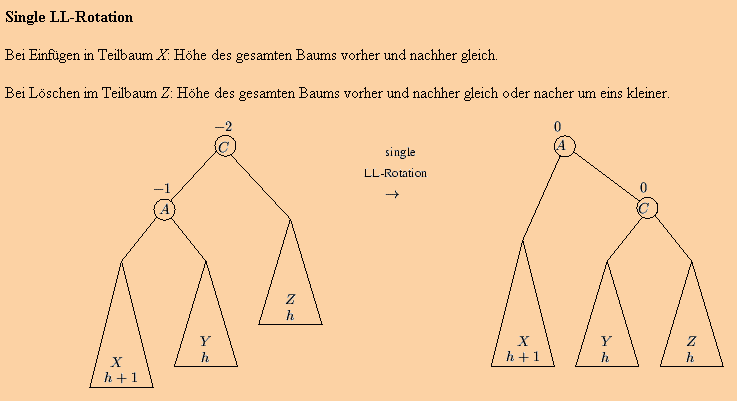 Single LL-Rotation
Bei Einfügen in Teilbaum X: Höhe des gesamten Baums vorher und nachher gleich.
Bei Löschen im Teilbaum Z: Höhe des gesamten Baums vorher und nachher gleich oder nacher um eins kleiner.
−2
C
−1
A
X
h + 1
Y
h
Z
h
single
LL-Rotation
→
0
A
0
C
X
h + 1
Y
h
Z
h